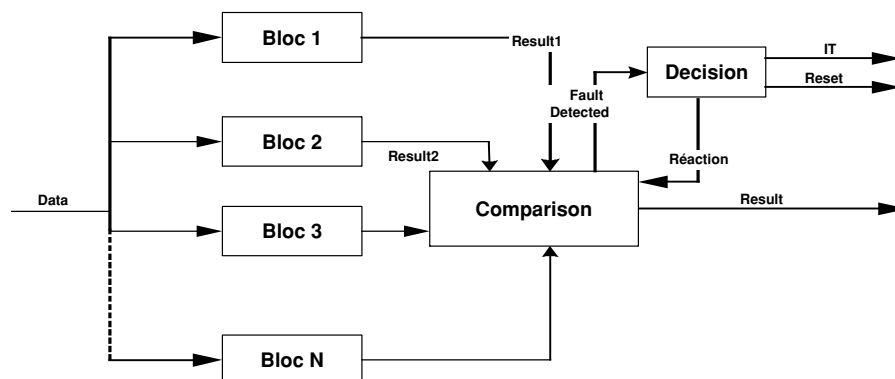 Bloc 1
Result1
IT
Decision
Reset
Fault
Detected
Bloc 2
Result2
Réaction
Data
Comparison
Result
Bloc 3
Bloc N